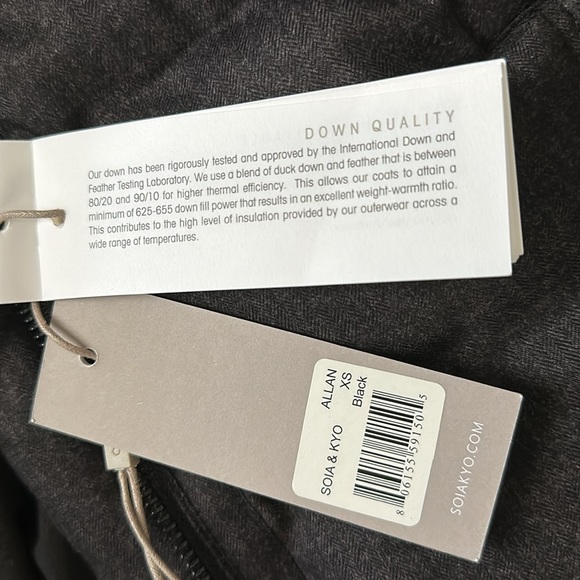 DOWN QUALITY
Our down has been rigorously tested and approved by the International Down and
Feather Testing Laboratory. We use a blend of duck down and feather that is between
80/20 and 90/10 for higher thermal efficiency. This allows our coats to attain a
minimum of 625-655 down fill power that results in an excellent weight-warmth ratio.
This contributes to the high level of insulation provided by our outerwear across a
wide range of temperatures.
SOIA & KYO ALLAN
XS
Black
8 06155 59150 5
SOIAKYO.COM